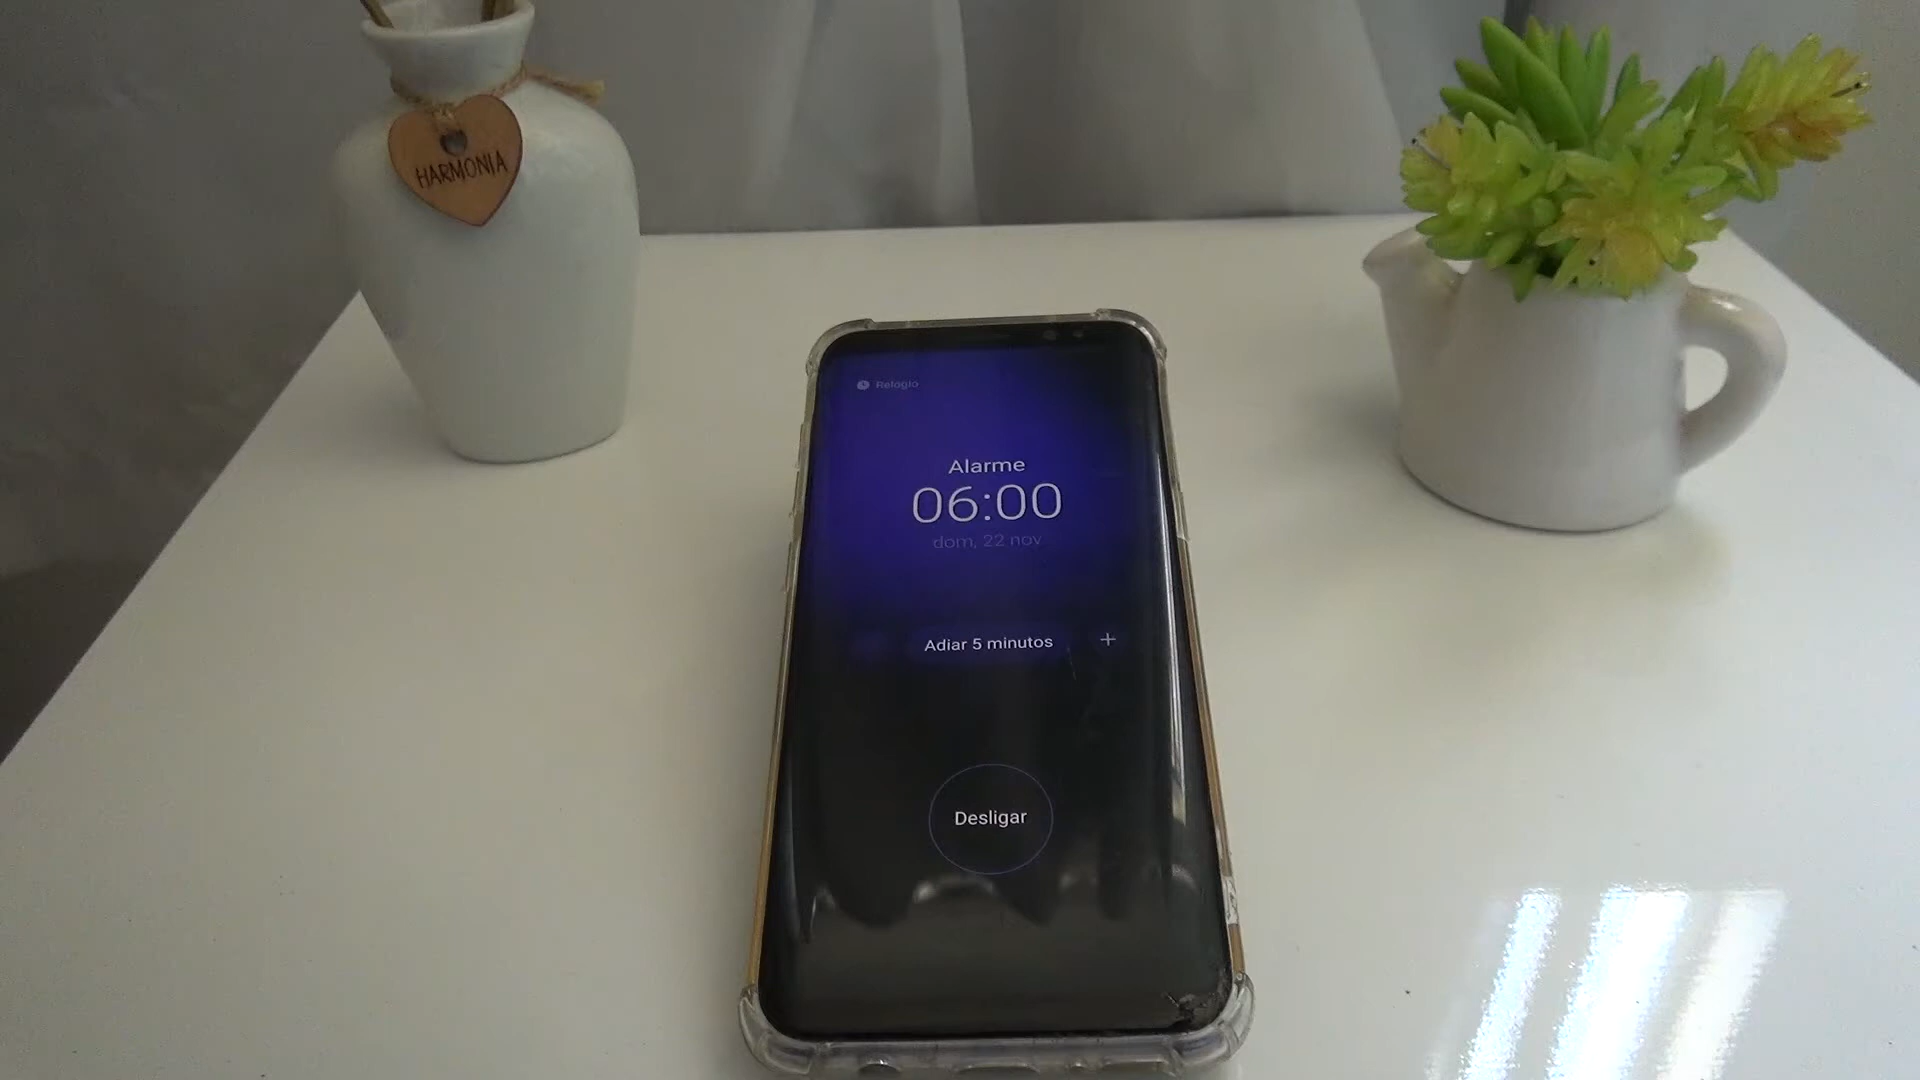 HARMONIA
Relógio
Alarme
06:00
dom, 22 nov
Adiar 5 minutos +
Desligar